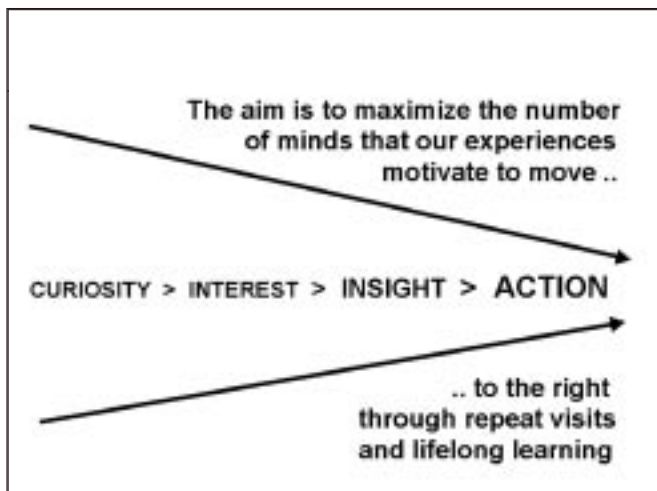 The aim is to maximize the number
of minds that our experiences
motivate to move ..
CURIOSITY > INTEREST > INSIGHT > ACTION
.. to the right
through repeat visits
and lifelong learning